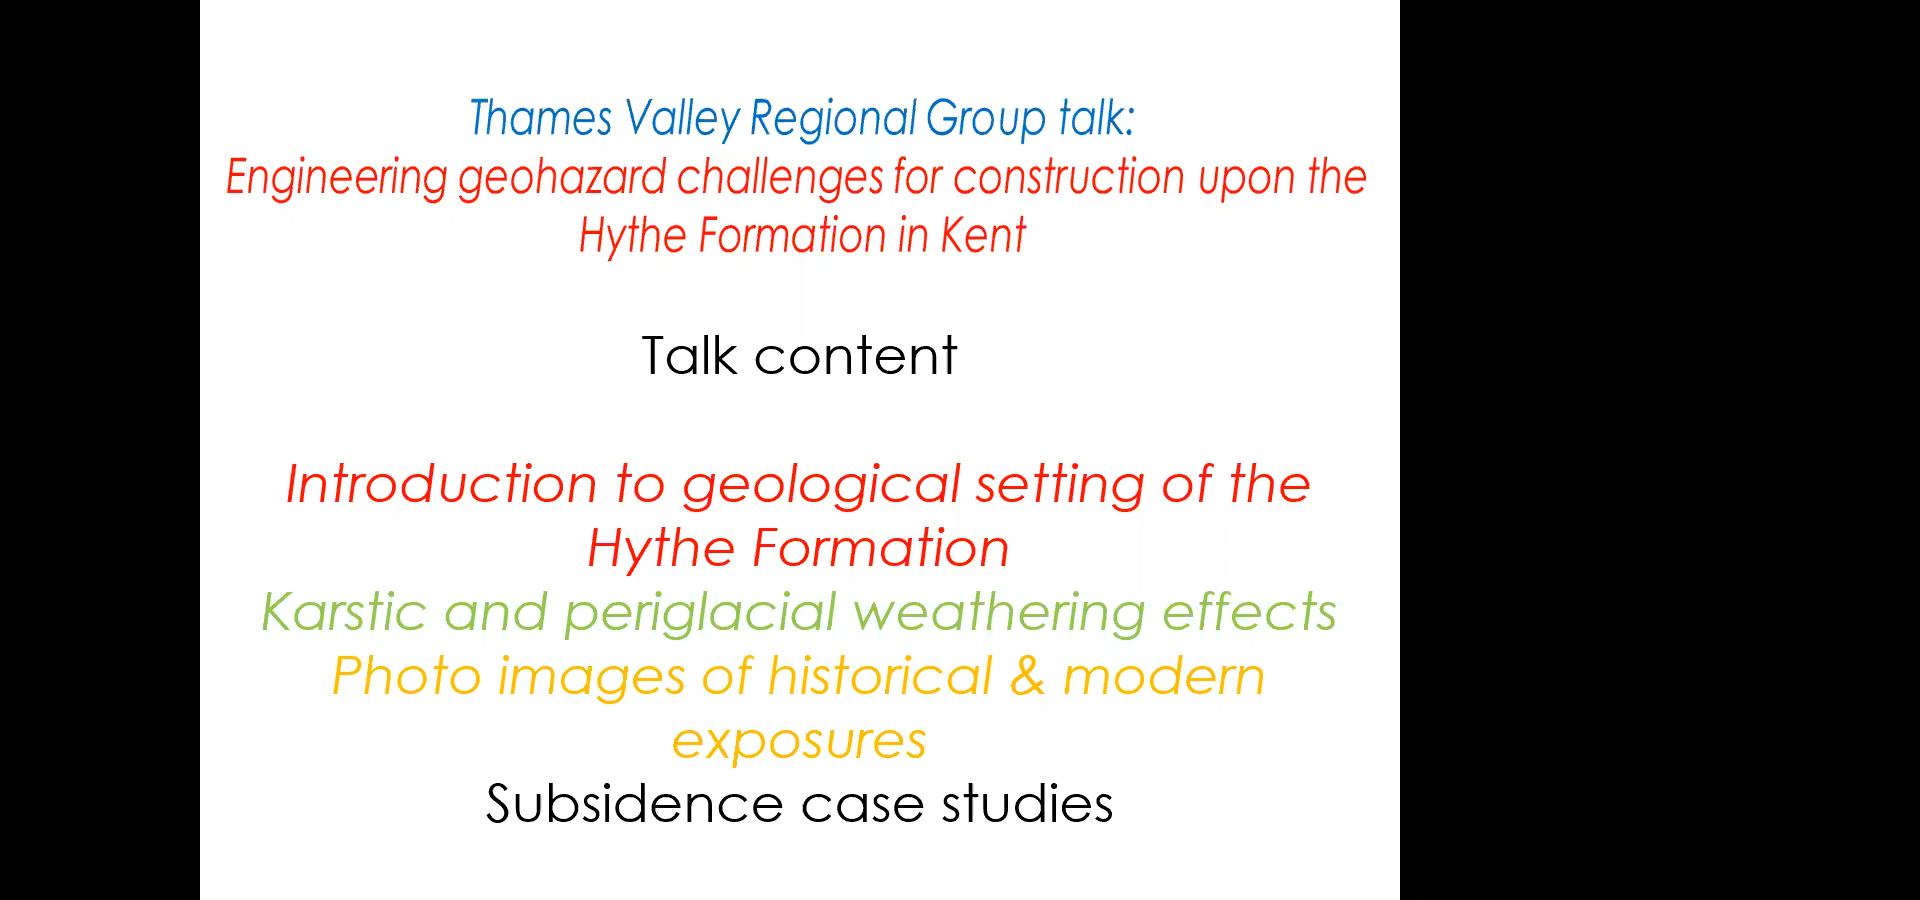 Thames Valley Regional Group talk:
Engineering geohazard challenges for construction upon the
Hythe Formation in Kent
Talk content
Introduction to geological setting of the
Hythe Formation
Karstic and periglacial weathering effects
Photo images of historical & modern
exposures
Subsidence case studies